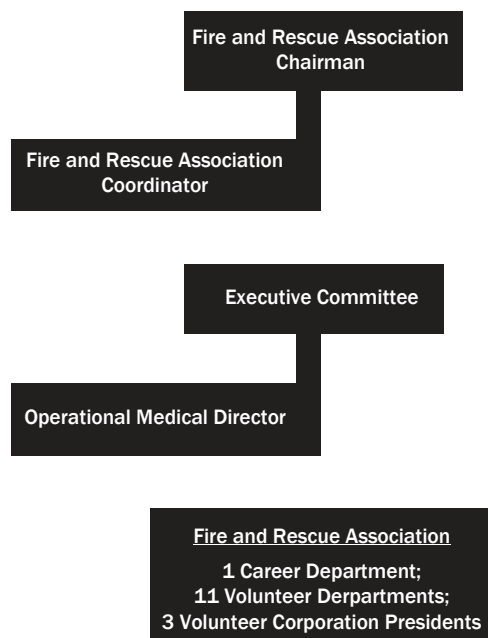 Fire and Rescue Association
Chairman
Fire and Rescue Association
Coordinator
Executive Committee
Operational Medical Director
Fire and Rescue Association
1 Career Department;
11 Volunteer Derpartments;
3 Volunteer Corporation Presidents